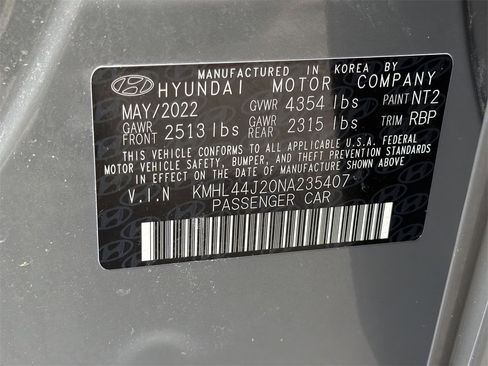 MANUFACTURED IN KOREA BY
HYUNDAI MOTOR COMPANY
MAY/2022 GVWR 4354 lbs PAINT NT2
GAWR FRONT 2513 lbs GAWR REAR 2315 lbs TRIM RBP
THIS VEHICLE CONFORMS TO ALL APPLICABLE U.S.A. FEDERAL
MOTOR VEHICLE SAFETY, BUMPER, AND THEFT PREVENTION STANDARDS
IN EFFECT ON THE DATE OF MANUFACTURE SHOWN ABOVE
V.I.N KMHL44J20NA235407
PASSENGER CAR